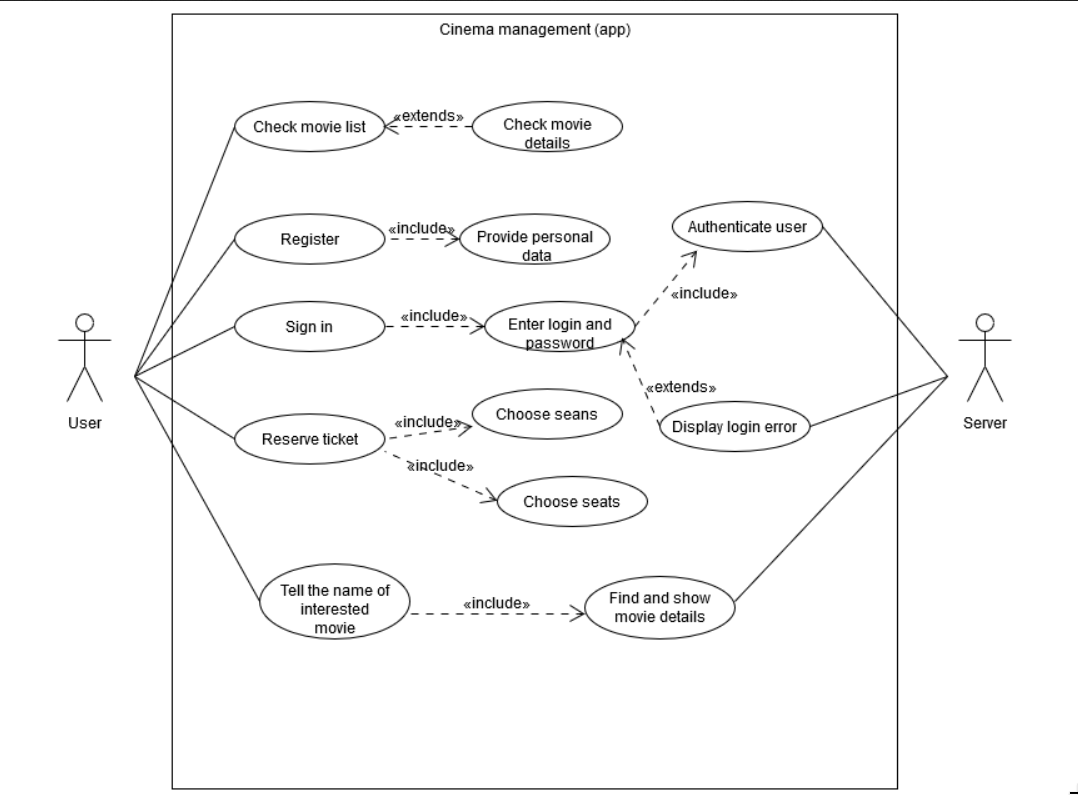 Cinema management (app)
«extends»
Check movie list
Check movie
details
«include»
Register
Provide personal
data
Authenticate user
«include»
«include»
Sign in
Enter login and
password
«extends»
«include»
Choose seans
Reserve ticket
Display login error
«include»
Choose seats
User
Server
Tell the name of
interested
movie
«include»
Find and show
movie details